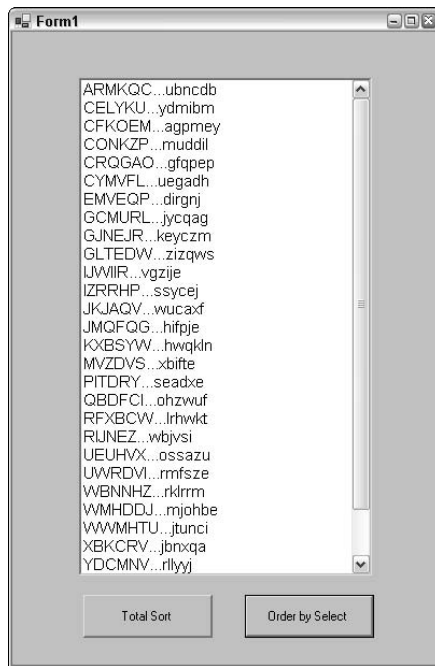 Form1
ARMKQC...ubncdb
CELYKU...ydmibm
CFKOEM...agpmey
CONKZP...muddil
CRQGAO...gfqpep
CYMVFL...uegadh
EMVEQP...dirgnj
GCMURL...jycqag
GJNEJR...keyczm
GLTEDW...zizqws
IJWIIR...vgzije
IZRRHP...ssycej
JKJAQV...wucaxf
JMQFQG...hifpje
KXBSYW...hwqkln
MVZDVS...xbifte
PITDRY...seadxe
QBDFCI...ohzwuf
RFXBCW...lrhwkt
RIJNEZ...wbjvsi
UEUHVX...ossazu
UWRDVI...rmfsze
WBNNHZ...rklrrm
WMHDDJ...mjohbe
WWMHTU...jtunci
XBKCRV...jbnxqa
YDCMNV...rllyyj
Total Sort
Order by Select